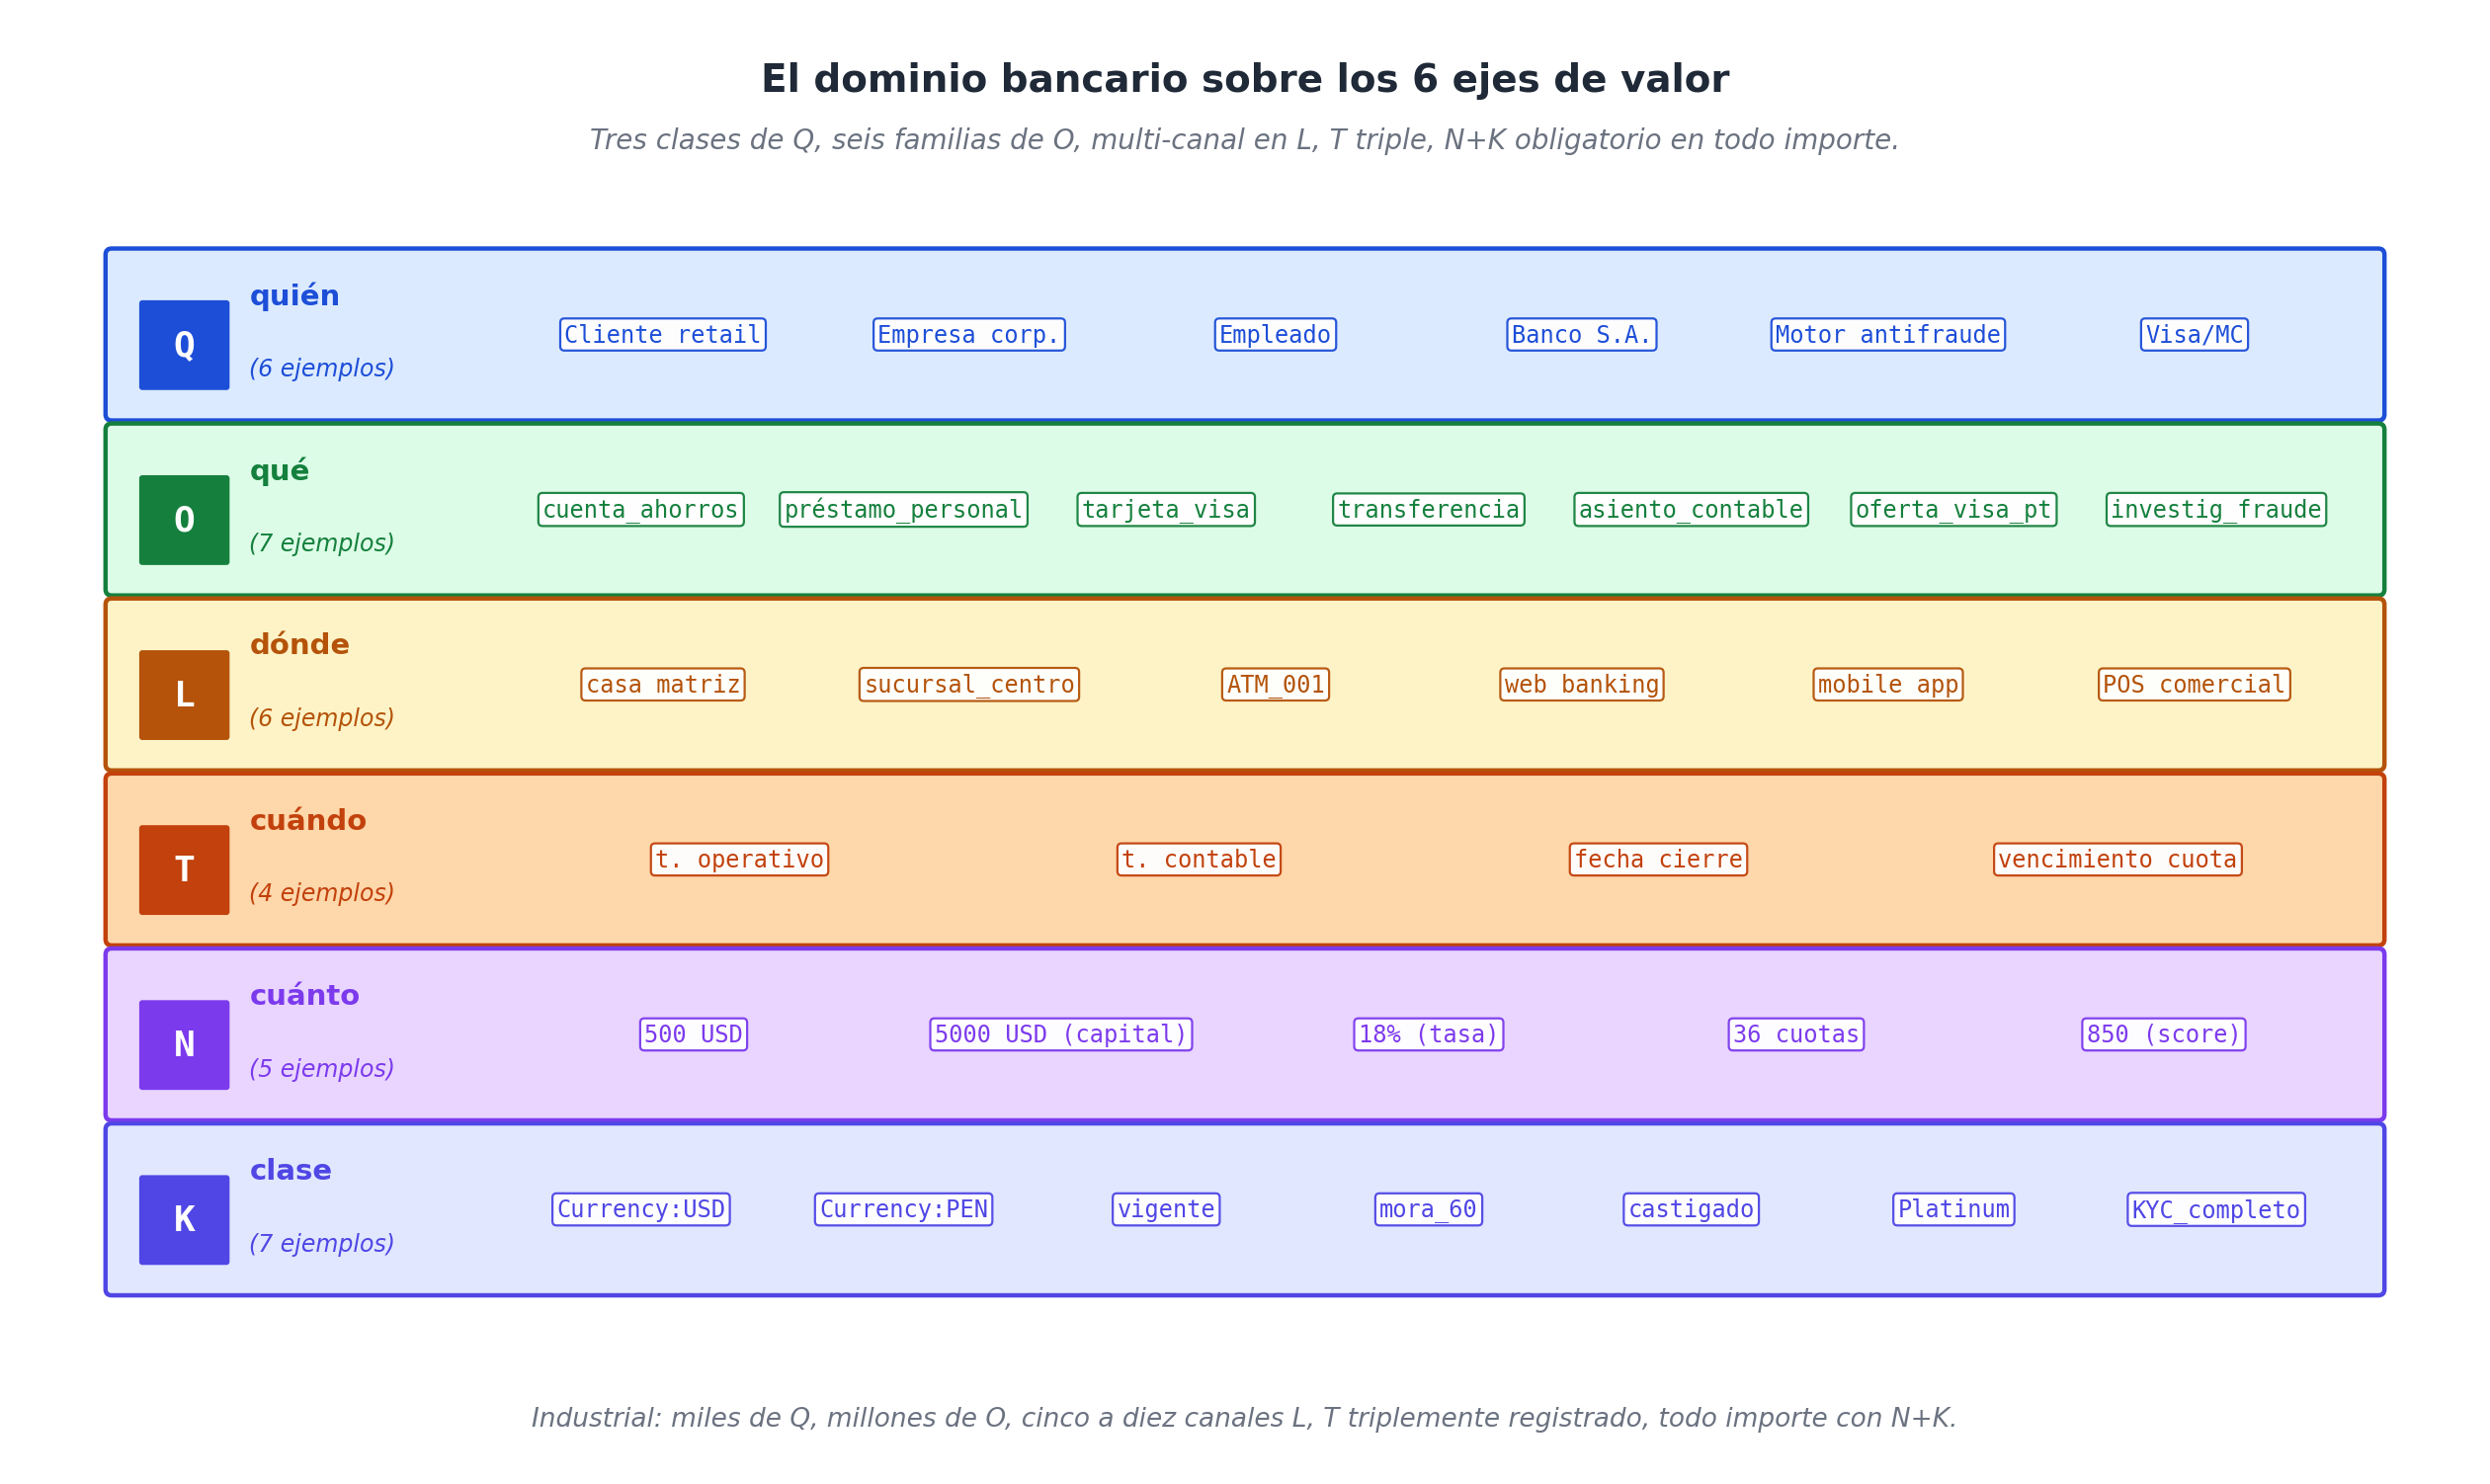 El dominio bancario sobre los 6 ejes de valor
Tres clases de Q, seis familias de O, multi-canal en L, T triple, N+K obligatorio en todo importe.
quién
Q
(6 ejemplos)
Cliente retail
Empresa corp.
Empleado
Banco S.A.
Motor antifraude
Visa/MC
qué
O
(7 ejemplos)
cuenta_ahorros
préstamo_personal
tarjeta_visa
transferencia
asiento_contable
oferta_visa_pt
investig_fraude
dónde
L
(6 ejemplos)
casa matriz
sucursal_centro
ATM_001
web banking
mobile app
POS comercial
cuándo
T
(4 ejemplos)
t. operativo
t. contable
fecha cierre
vencimiento cuota
cuánto
N
(5 ejemplos)
500 USD
5000 USD (capital)
18% (tasa)
36 cuotas
850 (score)
clase
K
(7 ejemplos)
Currency:USD
Currency:PEN
vigente
mora_60
castigado
Platinum
KYC_completo
Industrial: miles de Q, millones de O, cinco a diez canales L, T triplemente registrado, todo importe con N+K.